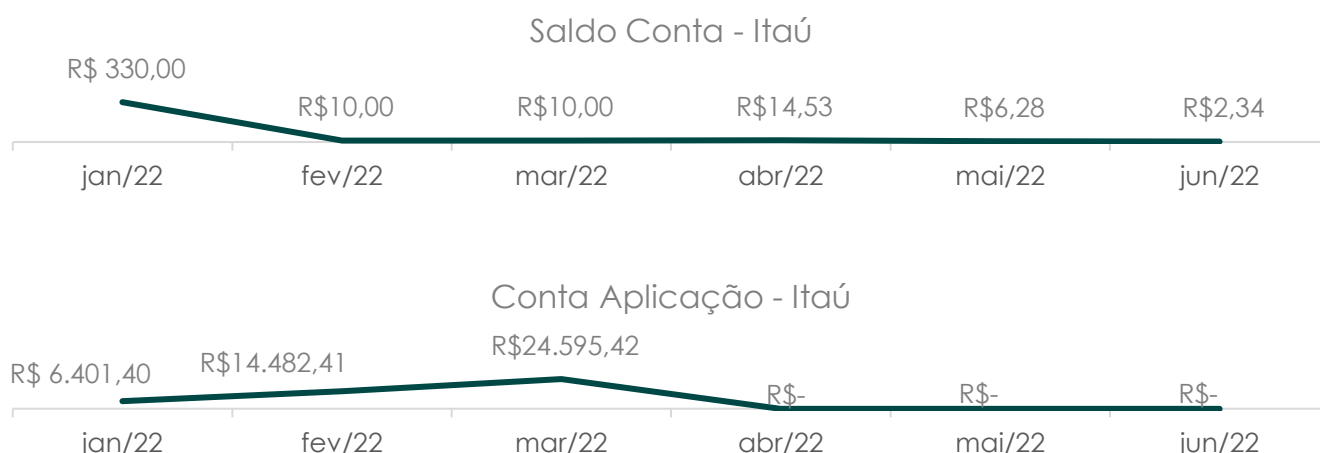 Saldo Conta - Itaú
R$ 330,00
R$10,00 R$10,00 R$14,53 R$6,28 R$2,34
jan/22 fev/22 mar/22 abr/22 mai/22 jun/22
Conta Aplicação - Itaú
R$ 6.401,40 R$14.482,41 R$24.595,42 R$- R$- R$-
jan/22 fev/22 mar/22 abr/22 mai/22 jun/22